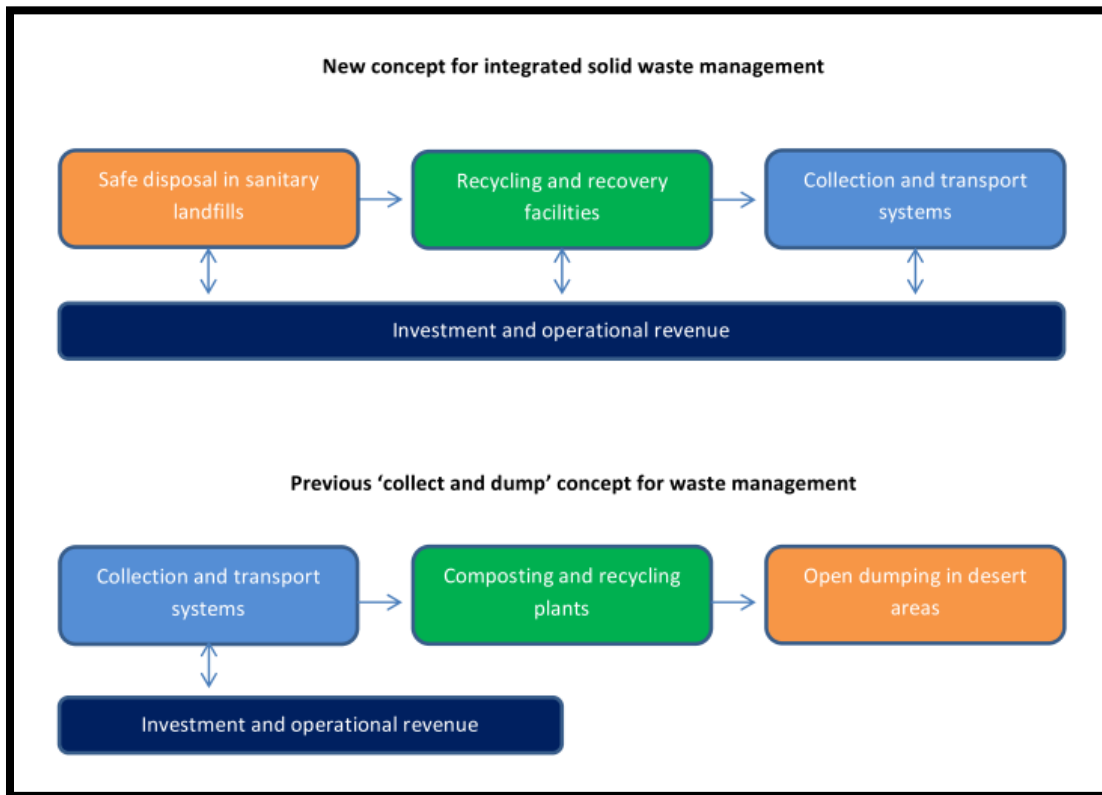 New concept for integrated solid waste management
Safe disposal in sanitary
landfills
Recycling and recovery
facilities
Collection and transport
systems
Investment and operational revenue
Previous ‘collect and dump’ concept for waste management
Collection and transport
systems
Composting and recycling
plants
Open dumping in desert
areas
Investment and operational revenue